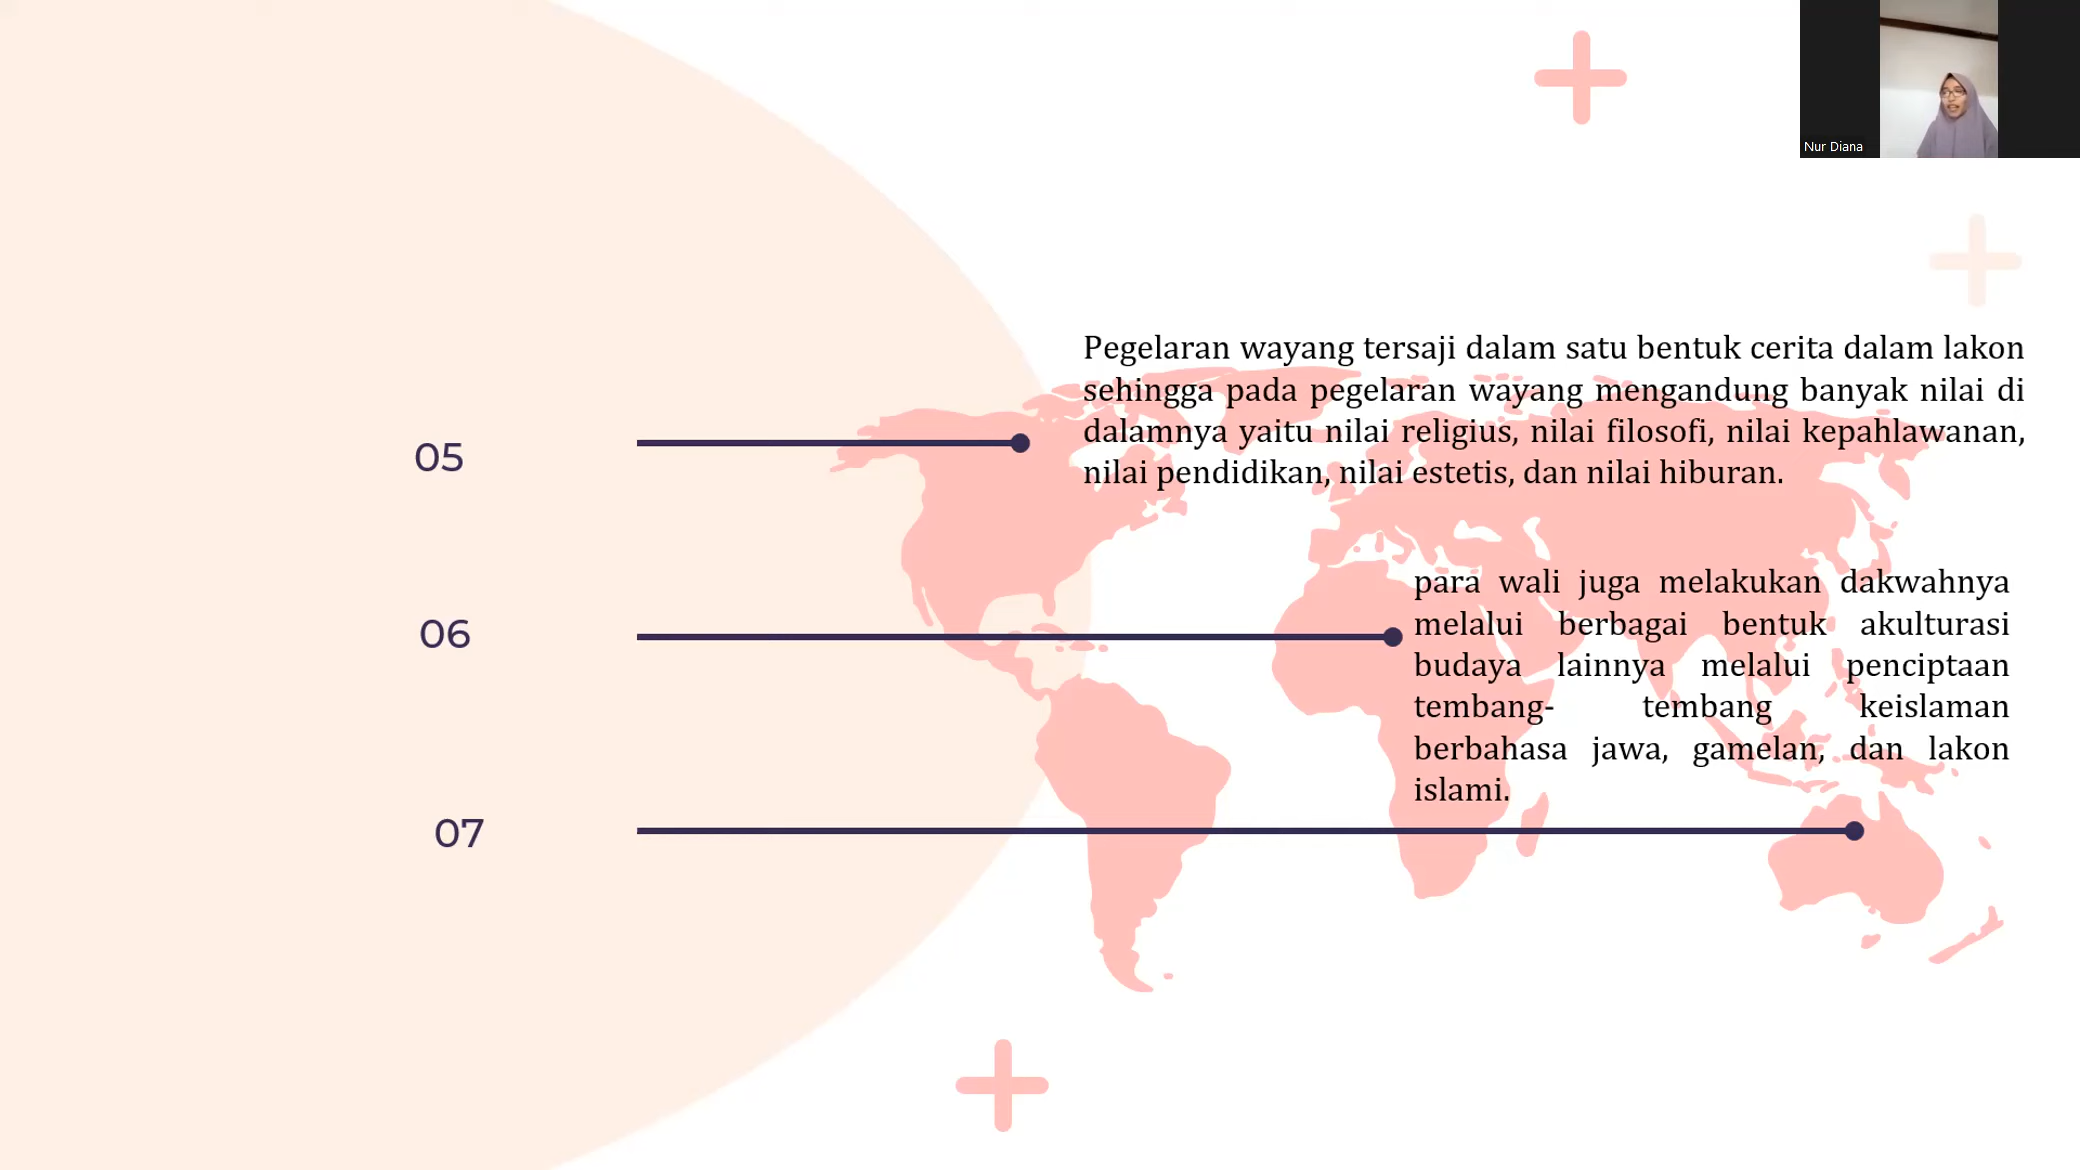 Nur Diana
05
Pegelaran wayang tersaji dalam satu bentuk cerita dalam lakon
sehingga pada pegelaran wayang mengandung banyak nilai di
dalamnya yaitu nilai religius, nilai filosofi, nilai kepahlawanan,
nilai pendidikan, nilai estetis, dan nilai hiburan.
06
para wali juga melakukan dakwahnya
melalui berbagai bentuk akulturasi
budaya lainnya melalui penciptaan
tembang- tembang keislaman
berbahasa jawa, gamelan, dan lakon
islami.
07